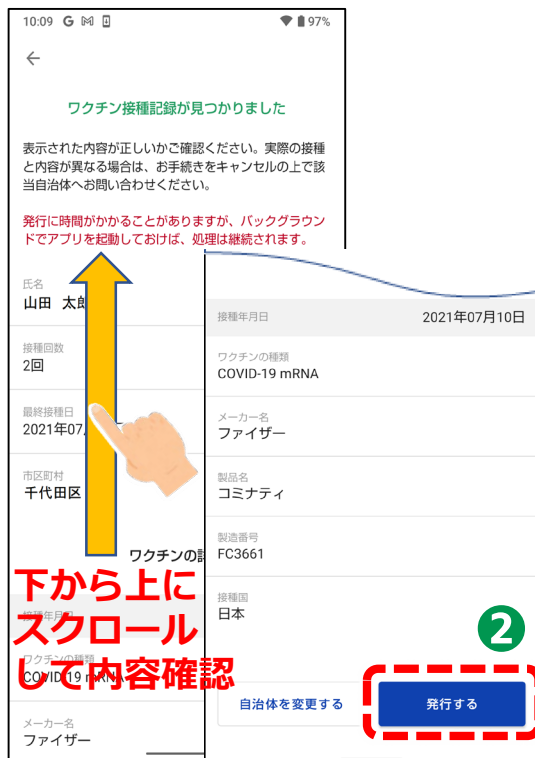 10:09 G 97%
ワクチン接種記録が見つかりました
表示された内容が正しいかご確認ください。実際の接種
と内容が異なる場合は、お手続きをキャンセルの上で該
当自治体へお問い合わせください。
発行に時間がかかることがありますが、バックグラウン
ドでアプリを起動しておけば、処理は継続されます。
氏名
山田 太郎
接種回数
2回
最終接種日
2021年07
市区町村
千代田区
ワクチンの
下から上に
スクロール
して内容確認
接種年月日
ワクチンの種類
COVID-19 mRNA
メーカー名
ファイザー
接種年月日 2021年07月10日
ワクチンの種類
COVID-19 mRNA
メーカー名
ファイザー
製品名
コミナティ
製造番号
FC3661
接種国
日本
2
自治体を変更する 発行する